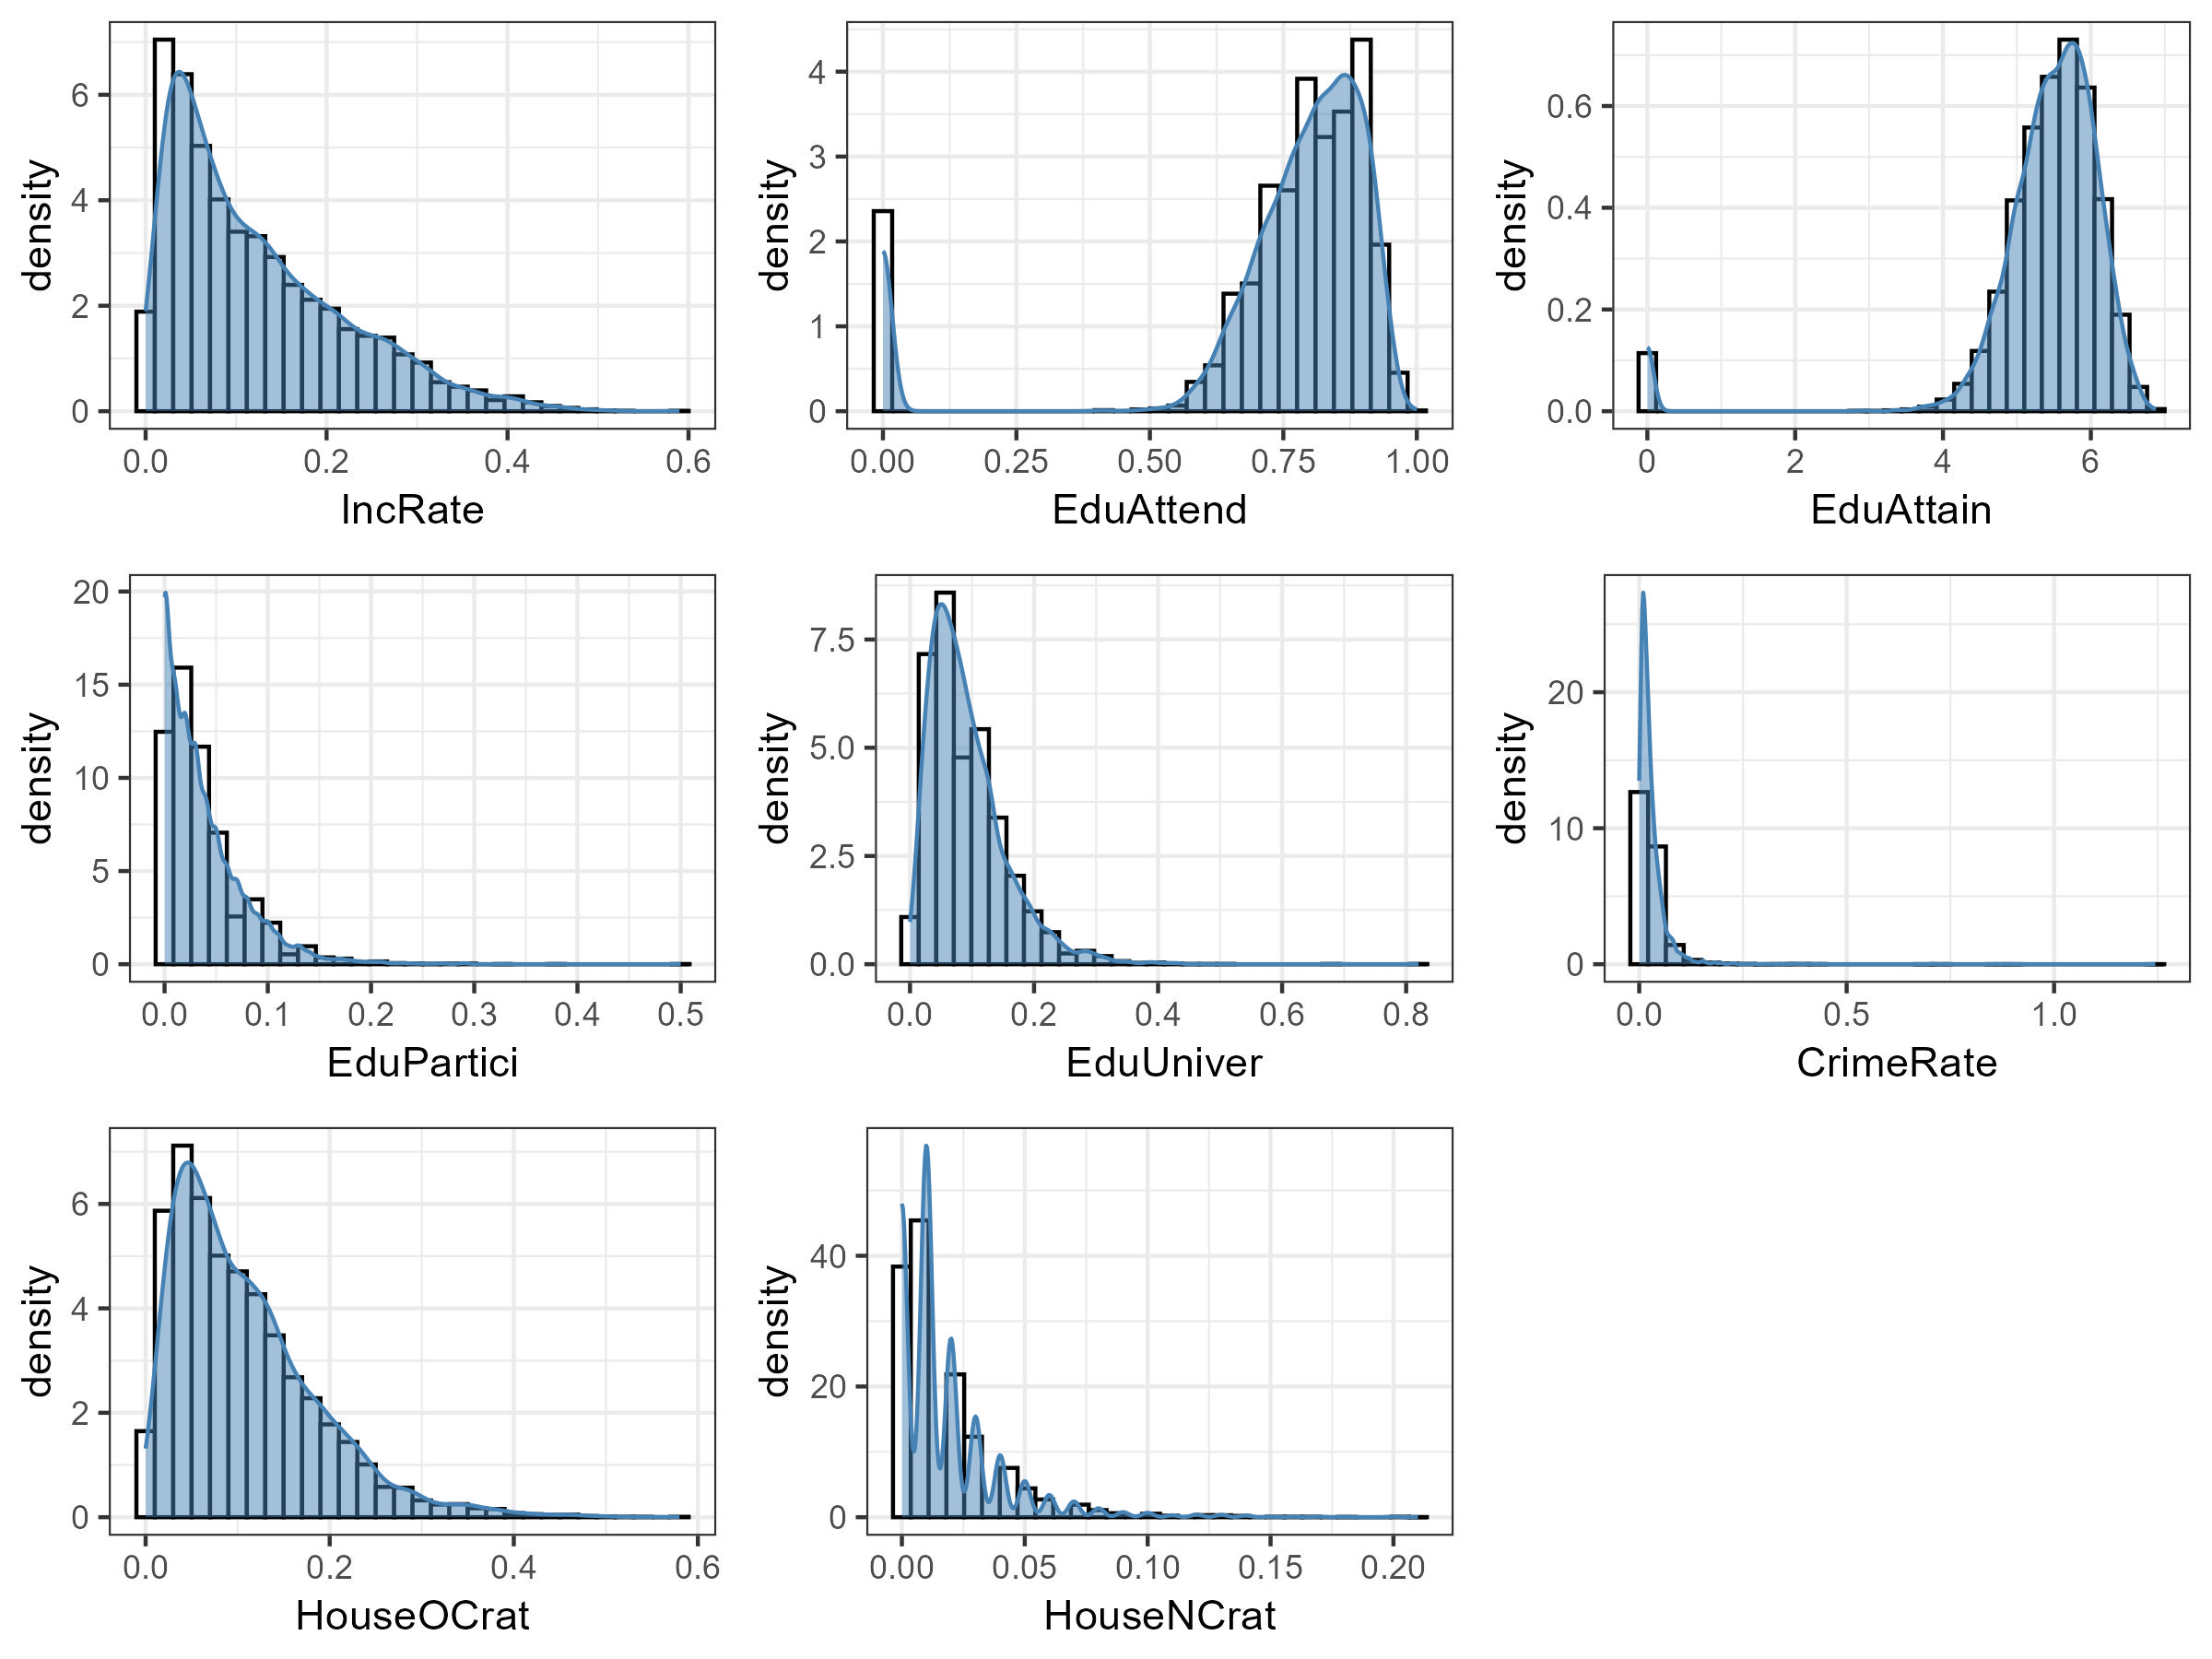 density
6
4
2
0
0.0 0.2 0.4 0.6
IncRate
density
4
3
2
1
0
0.00 0.25 0.50 0.75 1.00
EduAttend
density
0.6
0.4
0.2
0.0
0 2 4 6
EduAttain
density
20
15
10
5
0
0.0 0.1 0.2 0.3 0.4 0.5
EduPartici
density
7.5
5.0
2.5
0.0
0.0 0.2 0.4 0.6 0.8
EduUniver
density
20
10
0
0.0 0.5 1.0
CrimeRate
density
6
4
2
0
0.0 0.2 0.4 0.6
HouseOCrat
density
40
20
0
0.00 0.05 0.10 0.15 0.20
HouseNCrat